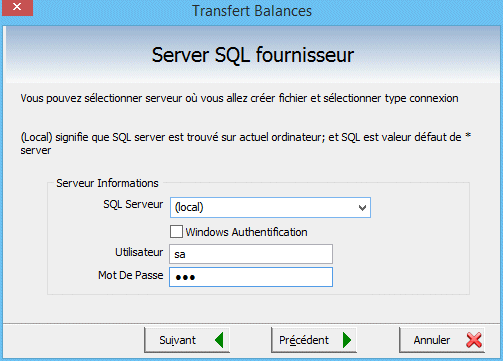 Transfert Balances
Server SQL fournisseur
Vous pouvez sélectionner serveur où vous allez créer fichier et sélectionner type connexion
(Local) signifie que SQL server est trouvé sur actuel ordinateur; et SQL est valeur défaut de *
server
Serveur Informations
SQL Serveur
(local)
Windows Authentification
Utilisateur
sa
Mot De Passe
•••
Suivant
Précédent
Annuler